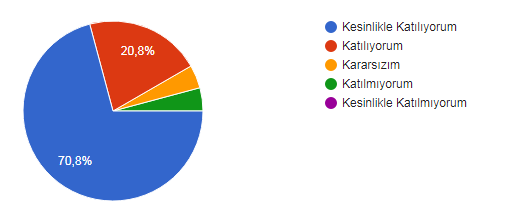 20,8%
70,8%
Kesinlikle Katılıyorum
Katılıyorum
Kararsızım
Katılmıyorum
Kesinlikle Katılmıyorum